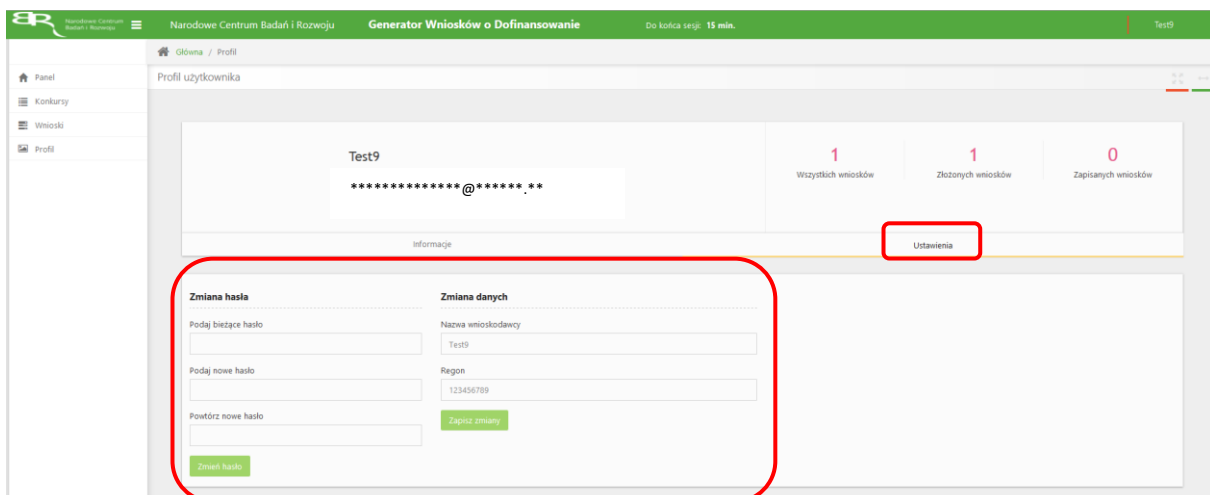 Narodowe Centrum
Badań i Rozwoju
Narodowe Centrum Badań i Rozwoju
Generator Wniosków o Dofinansowanie
Do końca sesji: 15 min.
Test9
Główna / Profil
Panel
Konkursy
Wnioski
Profil
Profil użytkownika
Test9
**************@******.**
1
Wszystkich wniosków
1
Złożonych wniosków
0
Zapisanych wniosków
Informacje
Ustawienia
Zmiana hasła
Podaj bieżące hasło
Podaj nowe hasło
Powtórz nowe hasło
Zmień hasło
Zmiana danych
Nazwa wnioskodawcy
Test9
Regon
123456789
Zapisz zmiany